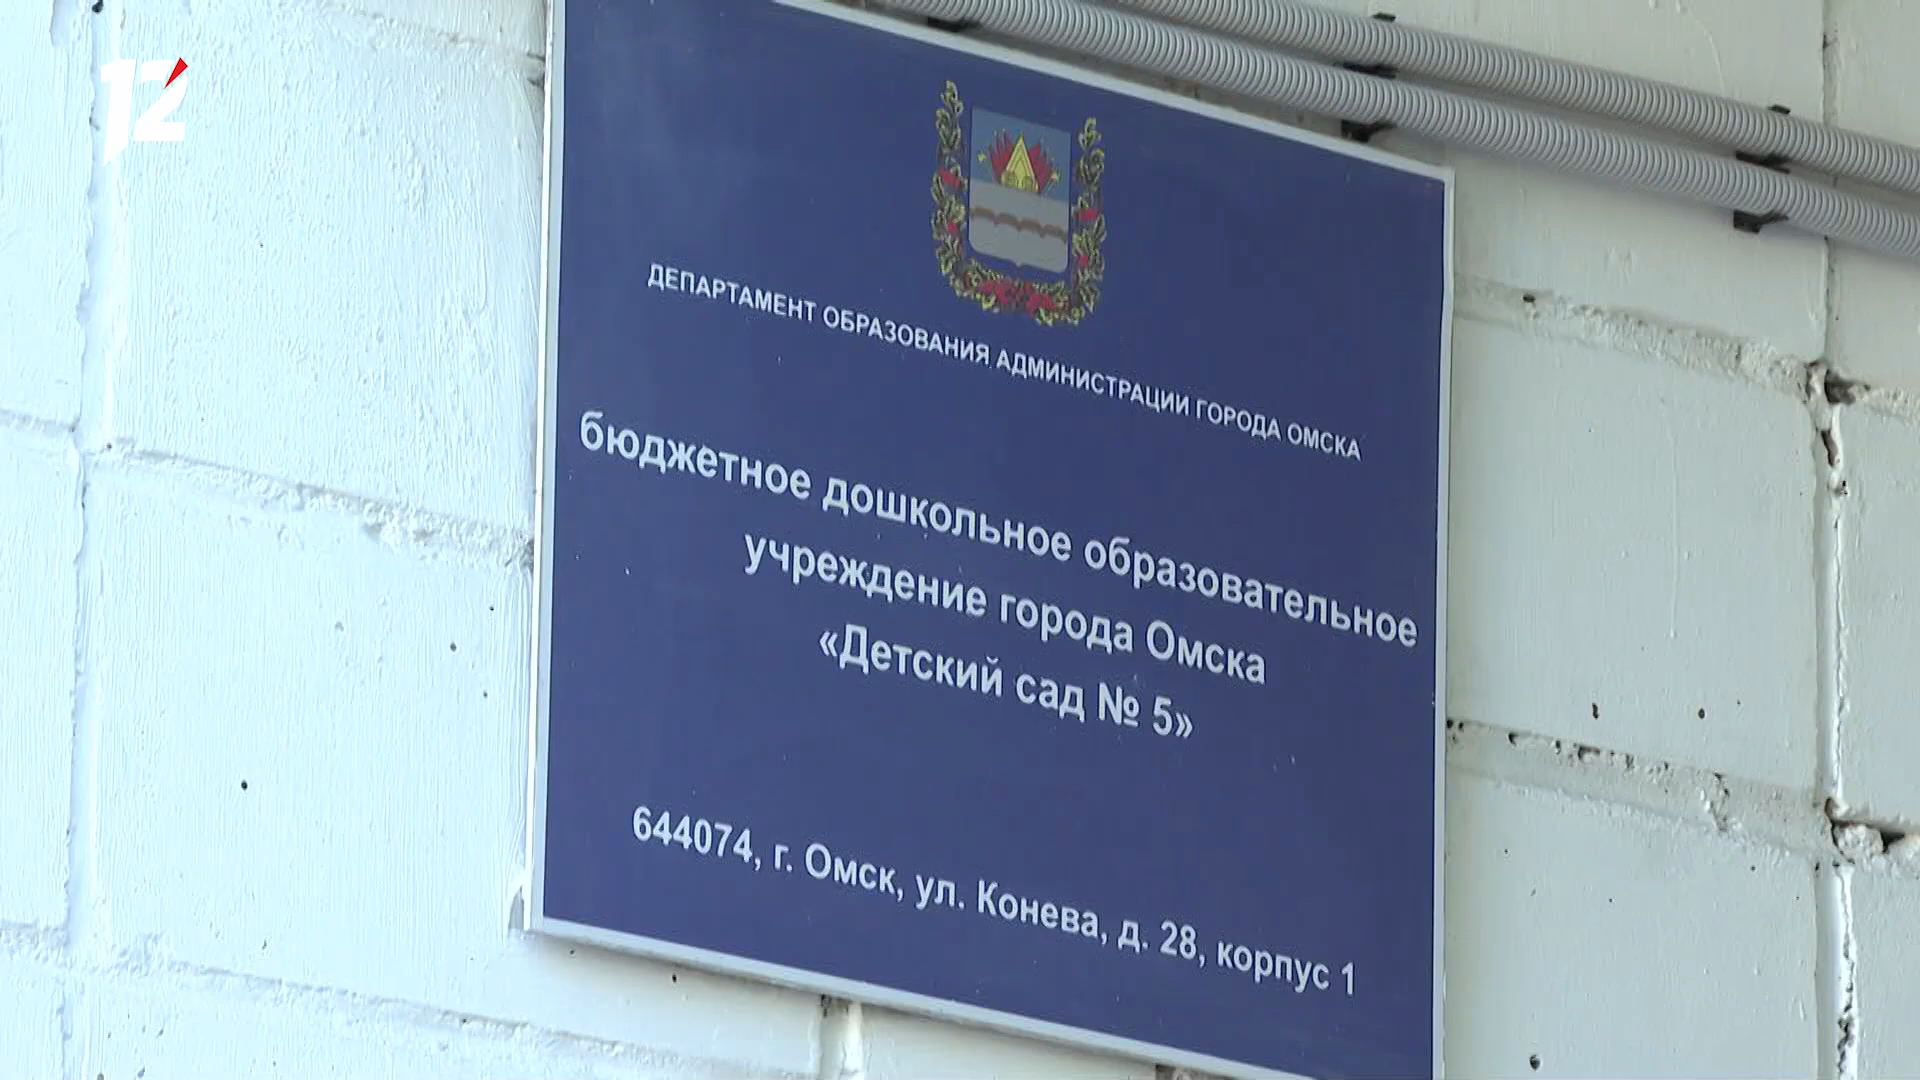 12
ДЕПАРТАМЕНТ ОБРАЗОВАНИЯ АДМИНИСТРАЦИИ ГОРОДА ОМСКА
бюджетное дошкольное образовательное
учреждение города Омска
«Детский сад № 5»
644074, г. Омск, ул. Конева, д. 28, корпус 1